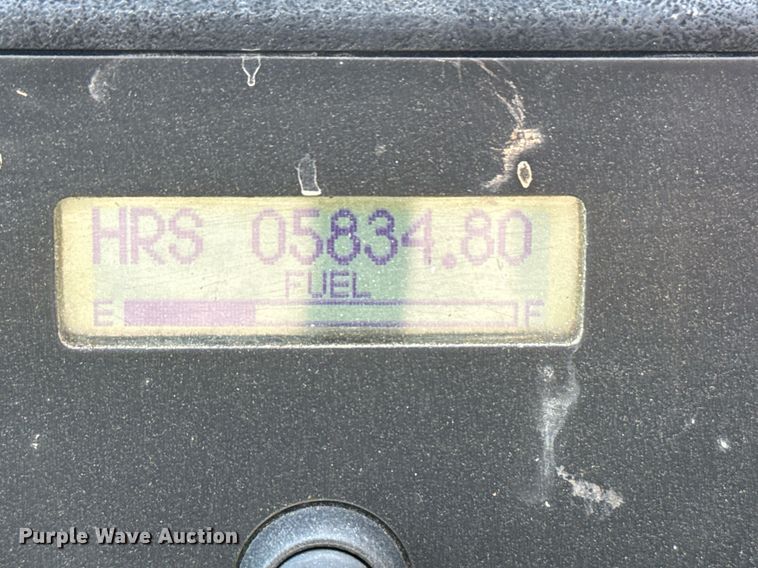 HRS 05834.80
FUEL
E F
Purple Wave Auction